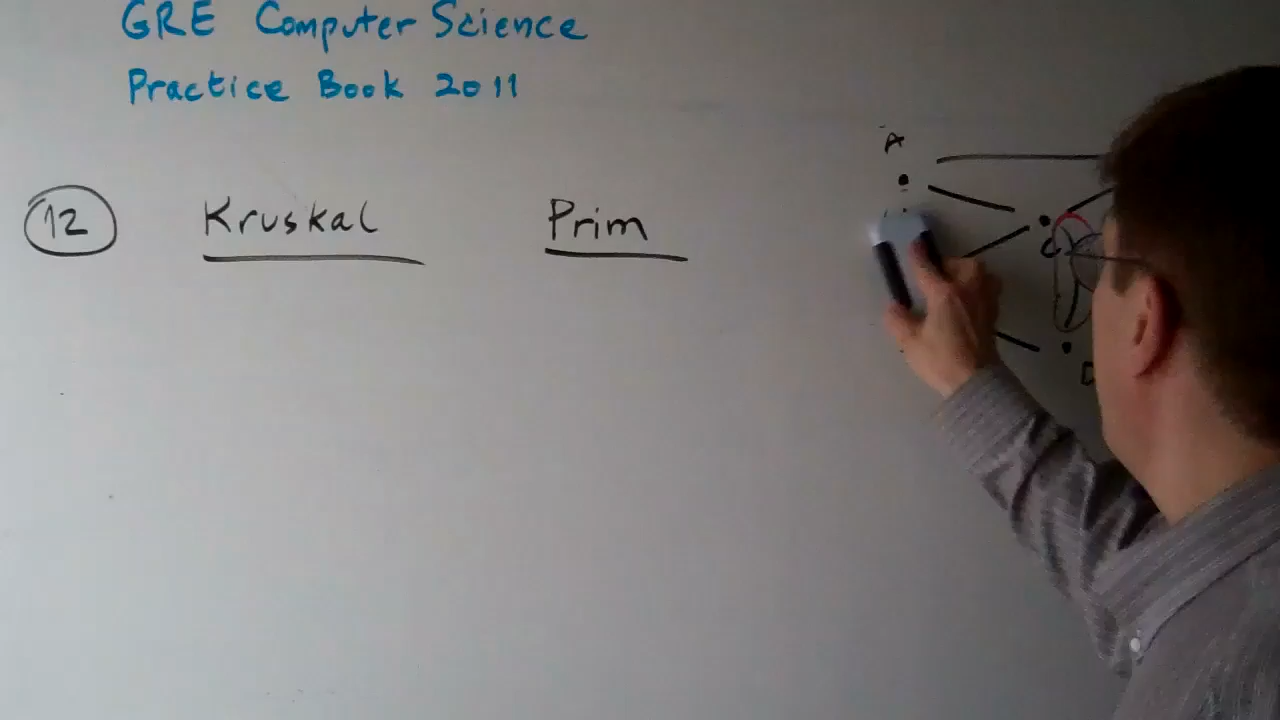 GRE Computer Science
Practice Book 2011
12 Kruskal Prim
A
C
D